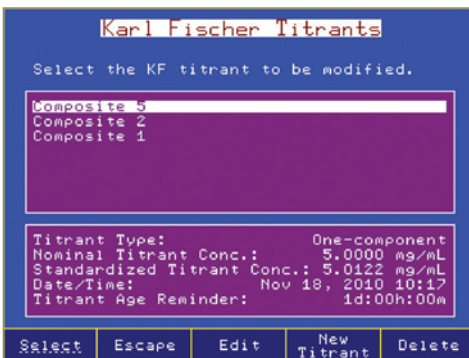 Karl Fischer Titrants
Select the KF titrant to be modified.
Composite 5
Composite 2
Composite 1
Titrant Type: One-component
Nominal Titrant Conc.: 5.0000 mg/mL
Standardized Titrant Conc.: 5.0122 mg/mL
Date/Time: Nov 18, 2010 10:17
Titrant Age Reminder: 1d:00h:00m
Select Escape Edit New Titrant Delete